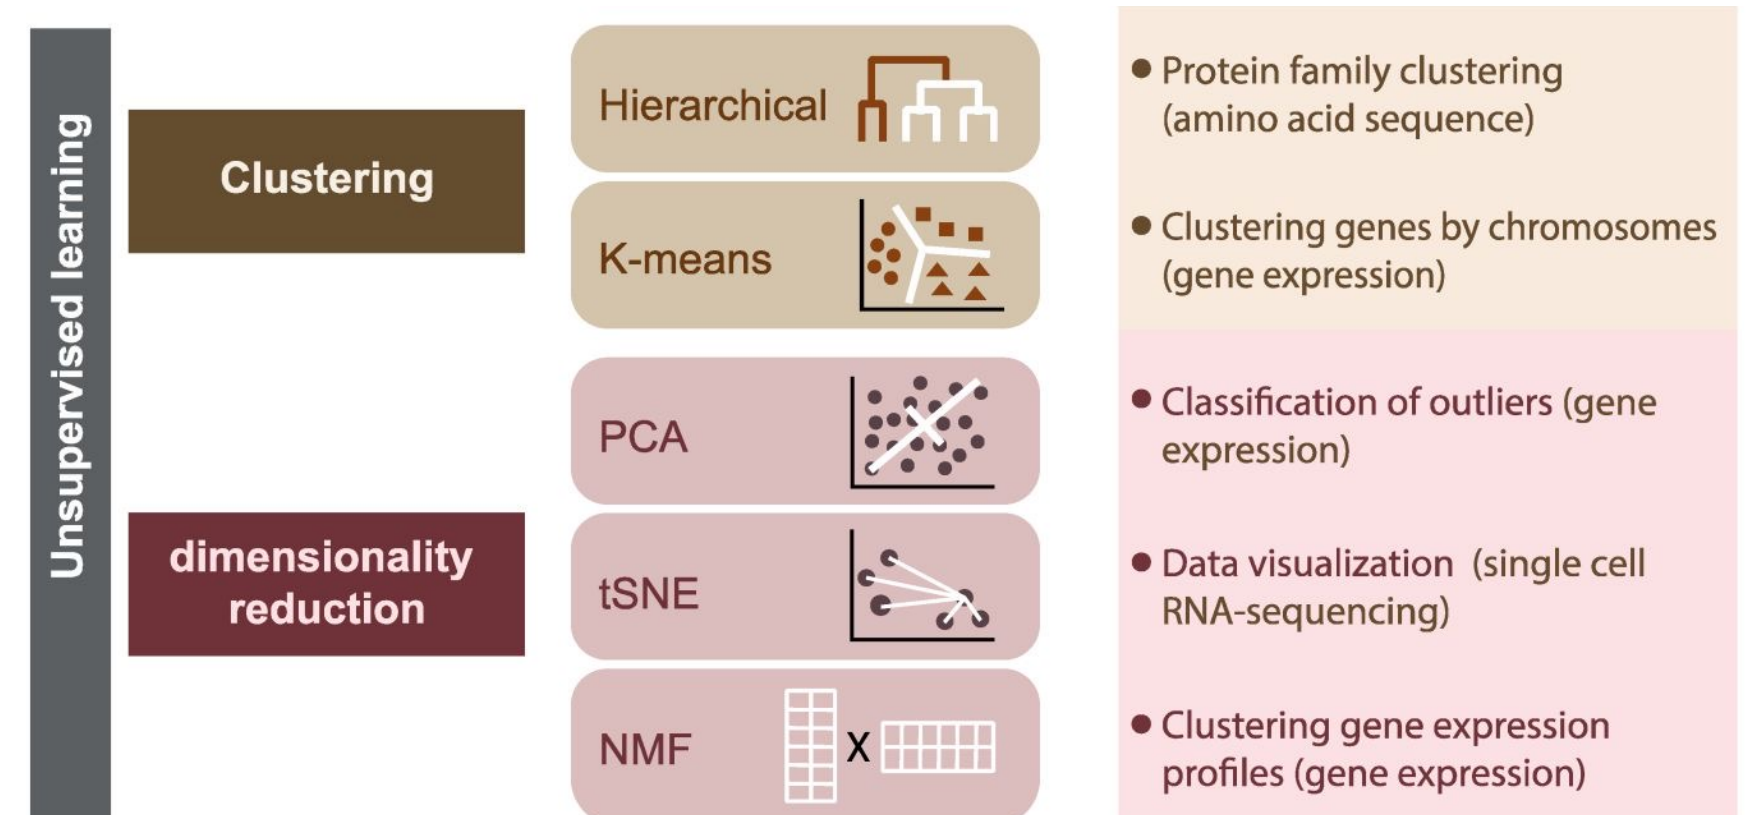 Unsupervised learning
Clustering
Hierarchical
K-means
• Protein family clustering
(amino acid sequence)
• Clustering genes by chromosomes
(gene expression)
dimensionality
reduction
PCA
tSNE
NMF
X
• Classification of outliers (gene
expression)
• Data visualization (single cell
RNA-sequencing)
• Clustering gene expression
profiles (gene expression)